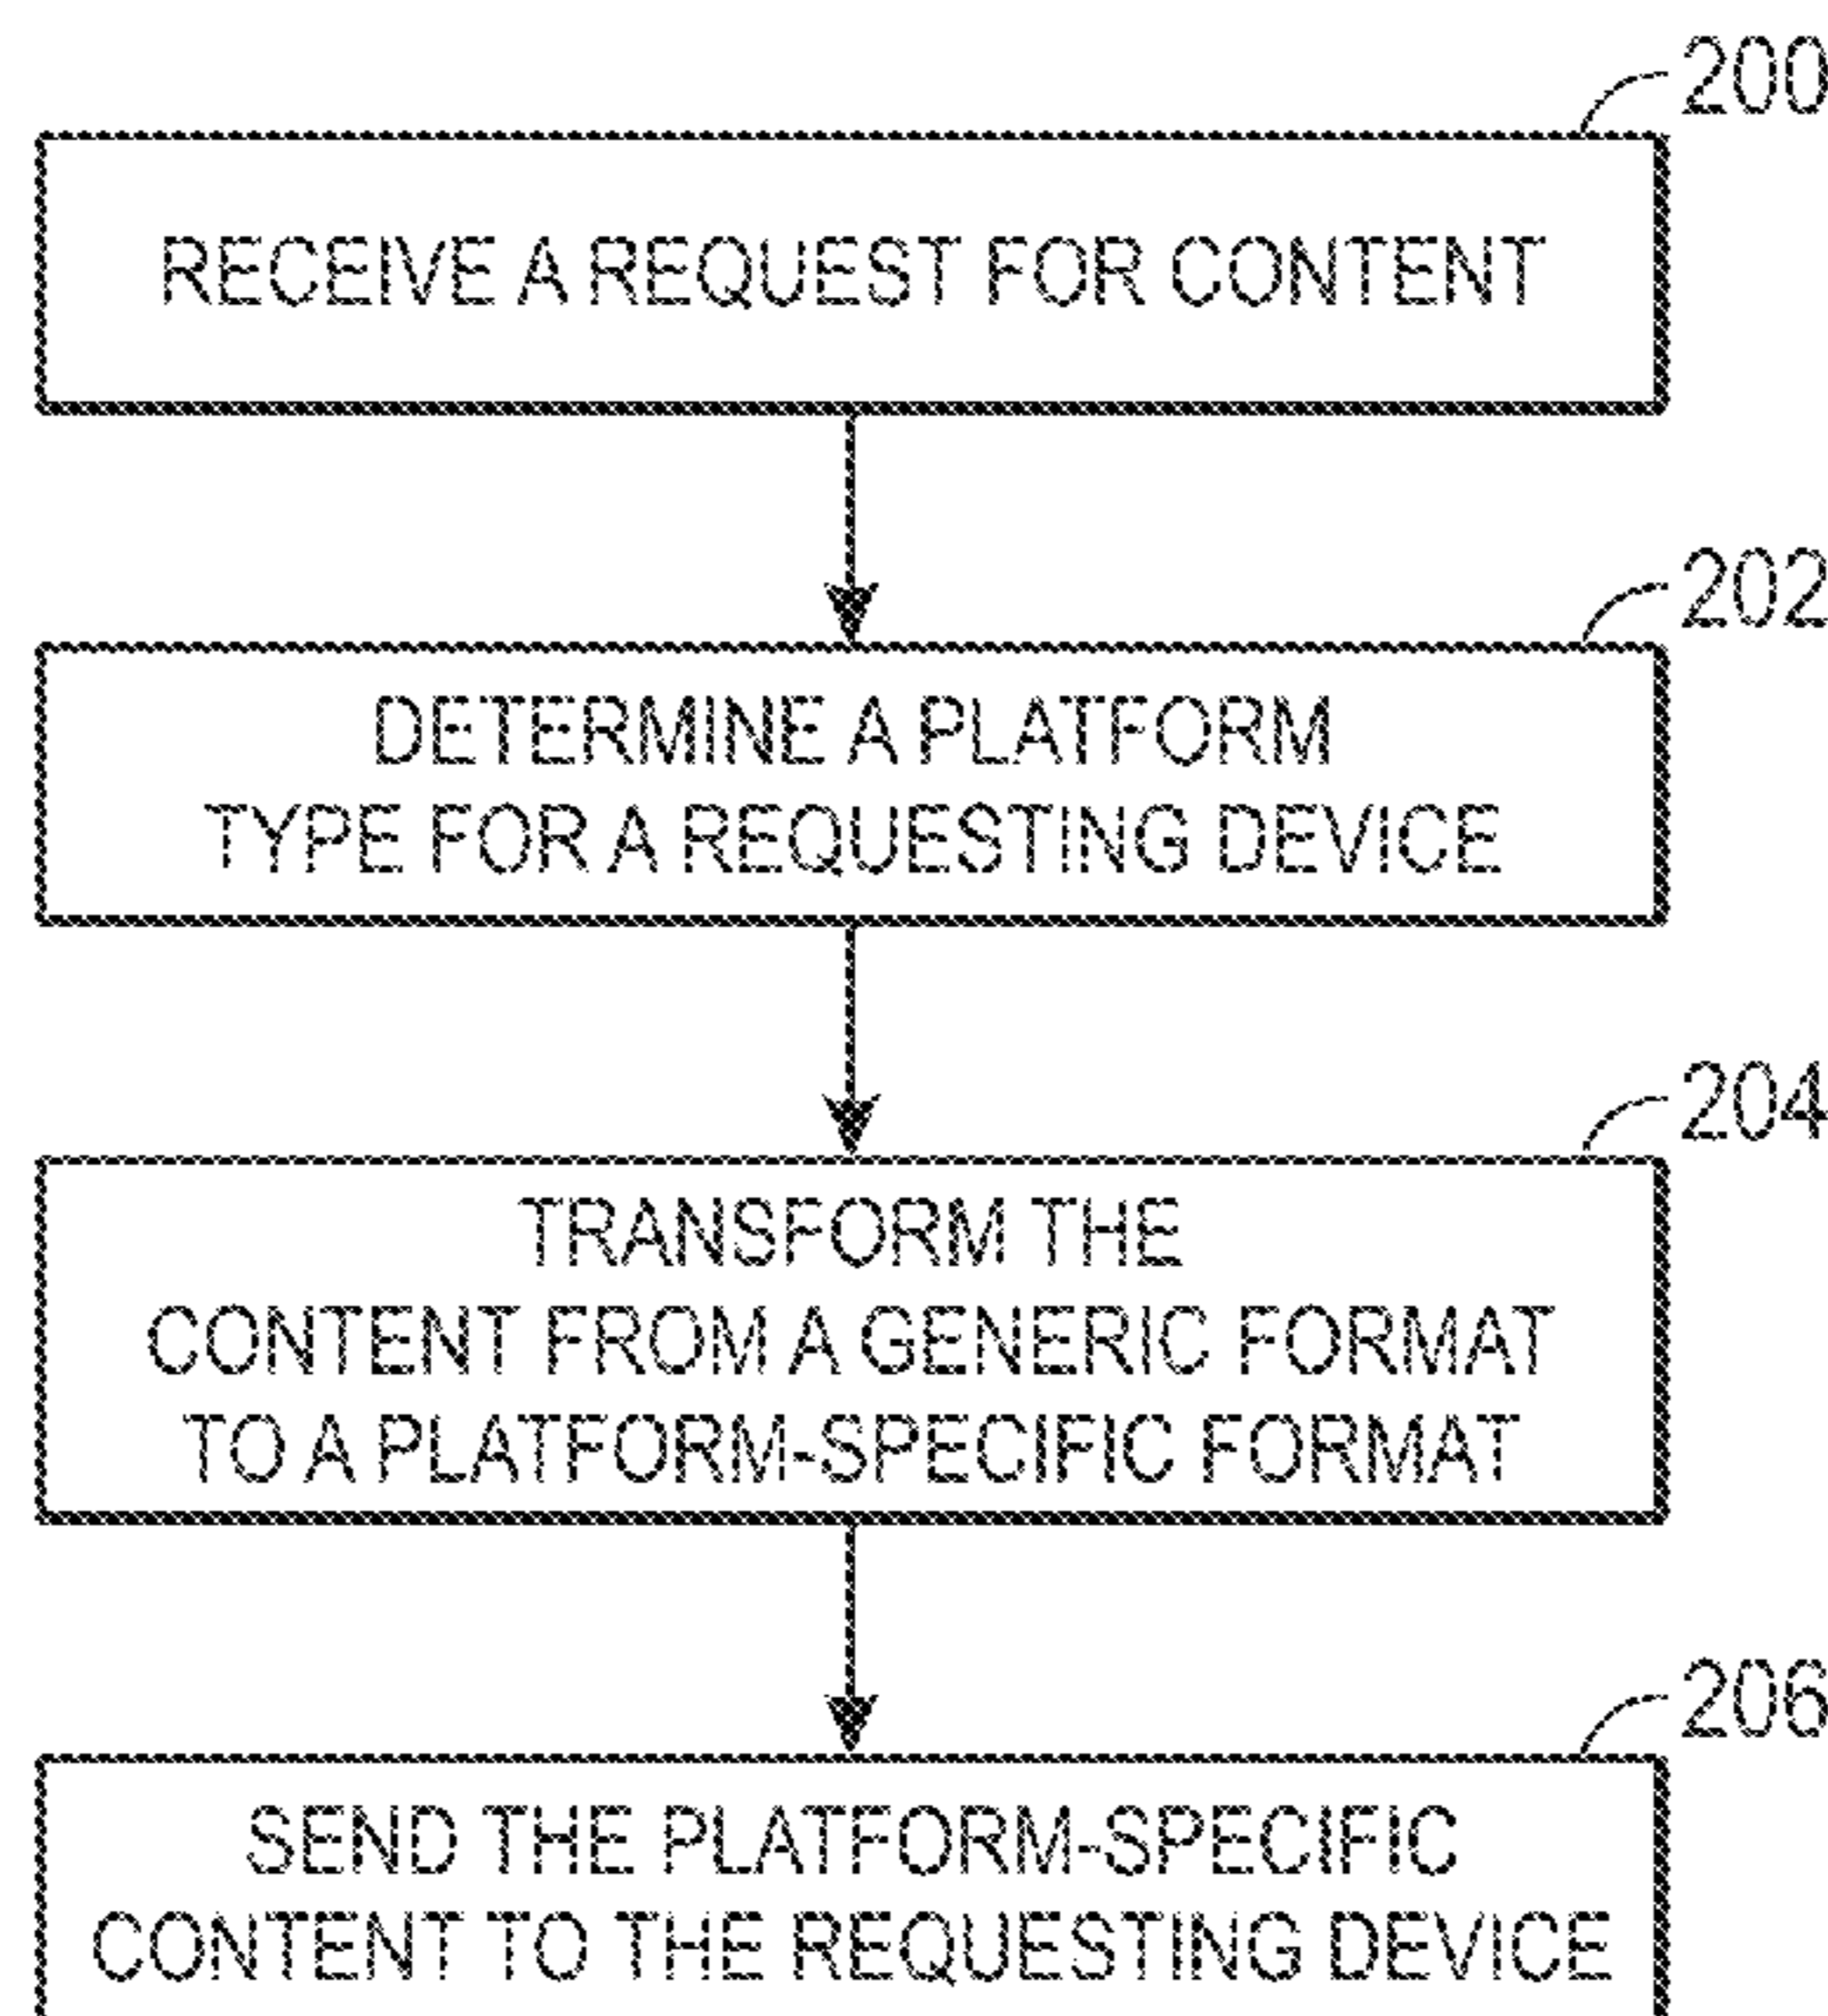 200
RECEIVE A REQUEST FOR CONTENT
202
DETERMINE A PLATFORM
TYPE FOR A REQUESTING DEVICE
204
TRANSFORM THE
CONTENT FROM A GENERIC FORMAT
TO A PLATFORM-SPECIFIC FORMAT
206
SEND THE PLATFORM-SPECIFIC
CONTENT TO THE REQUESTING DEVICE